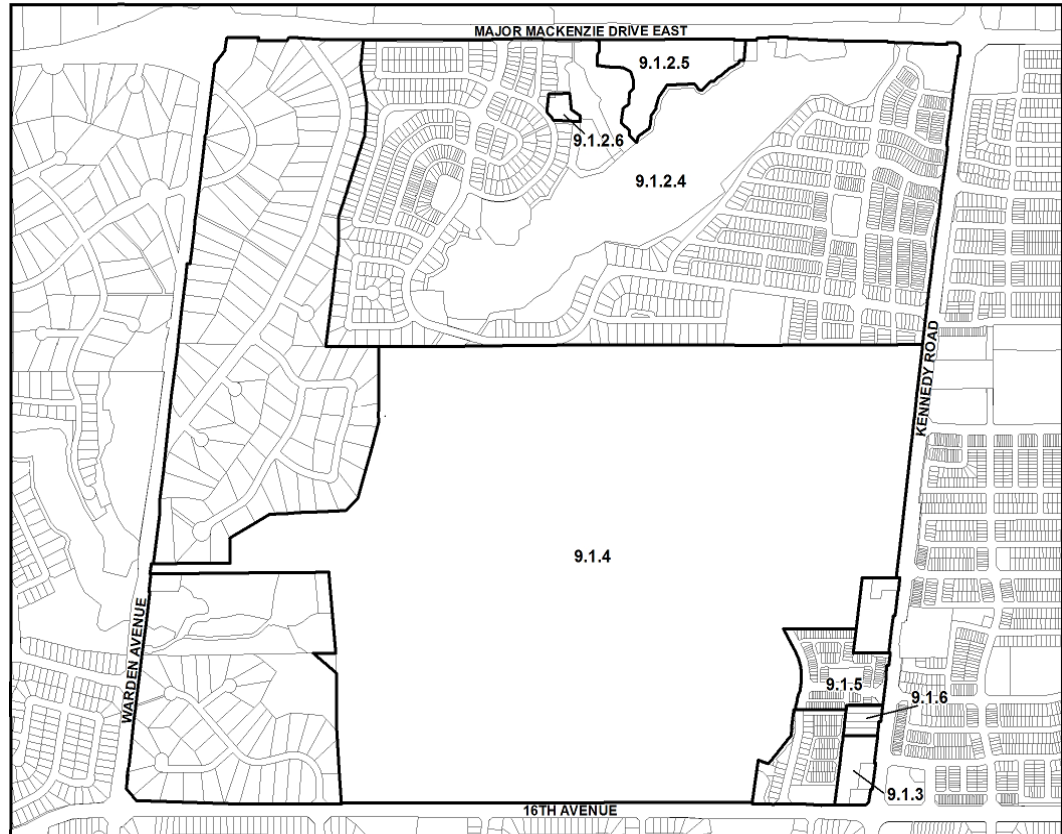 MAJOR MACKENZIE DRIVE EAST
9.1.2.5
9.1.2.6
9.1.2.4
KENNEDY ROAD
9.1.4
WARDEN AVENUE
9.1.5
9.1.6
9.1.3
16TH AVENUE